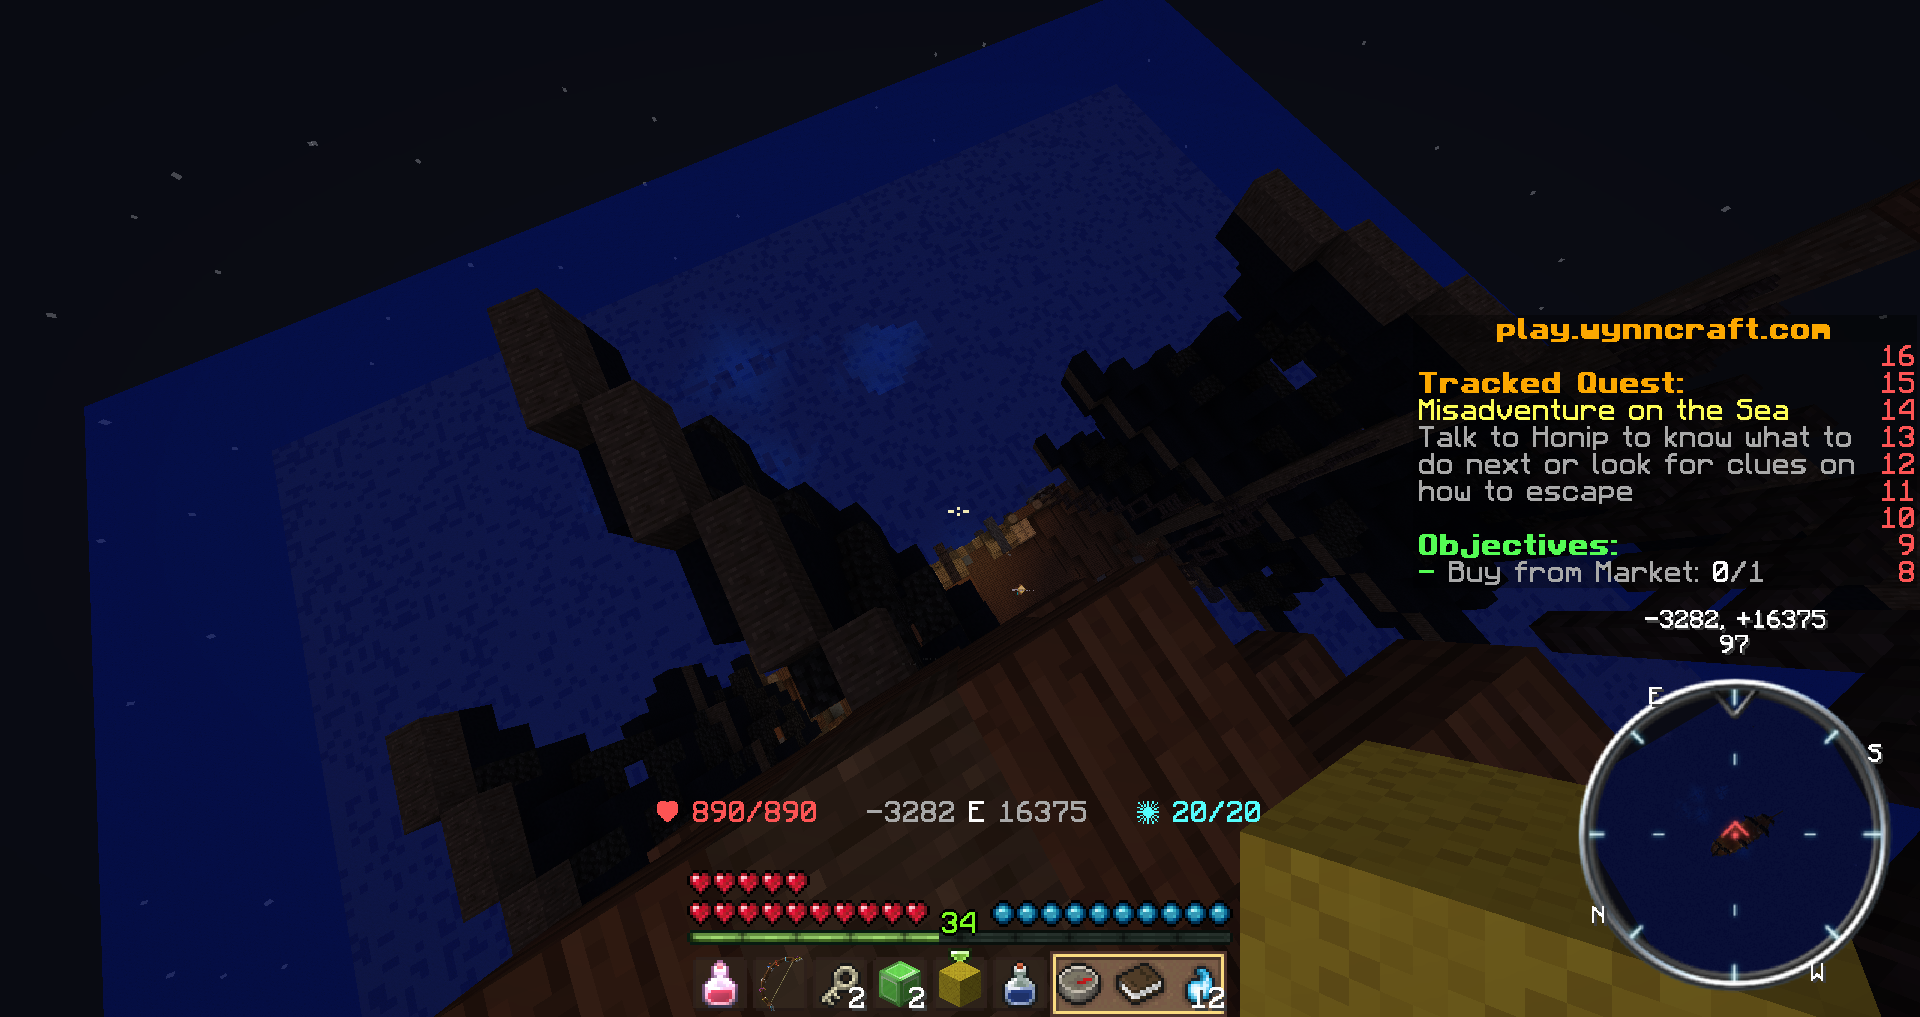 play.wynncraft.com
16
Tracked Quest: 15
Misadventure on the Sea 14
Talk to Honip to know what to 13
do next or look for clues on 12
how to escape 11
10
Objectives: 9
- Buy from Market: 0/1 8
-3282, +16375
97
E
S
N
W
890/890 -3282 E 16375 20/20
34
2
2
12